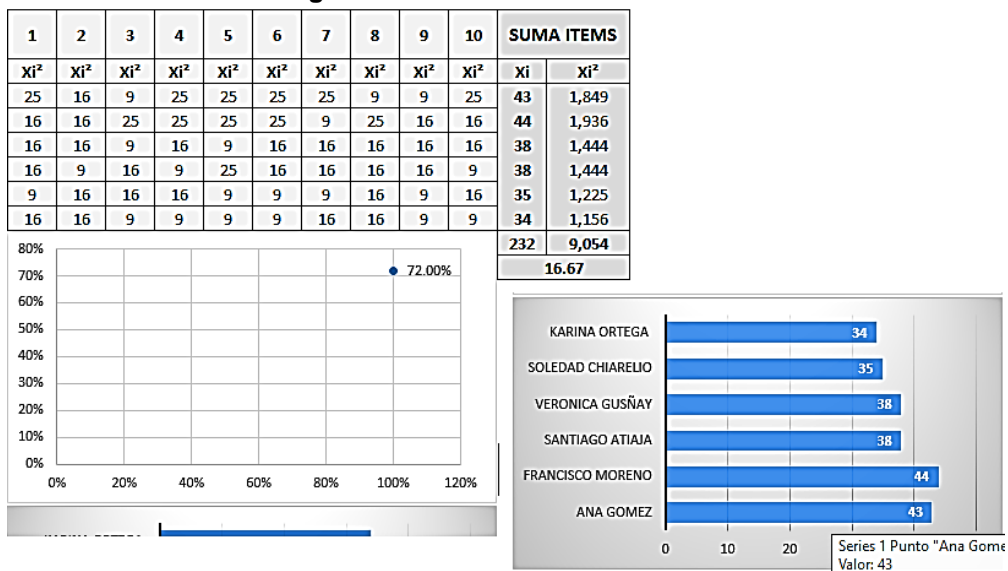 1 2 3 4 5 6 7 8 9 10 SUMA ITEMS
Xi² Xi² Xi² Xi² Xi² Xi² Xi² Xi² Xi² Xi² Xi Xi²
25 16 9 25 25 25 25 9 9 25 43 1,849
16 16 25 25 25 25 9 25 16 16 44 1,936
16 16 9 16 9 16 16 16 16 16 38 1,444
16 9 16 9 25 16 16 16 16 9 38 1,444
9 16 16 16 9 9 9 16 9 16 35 1,225
16 16 9 9 9 9 16 16 9 9 34 1,156
232 9,054
16.67
80%
70%
60%
50%
40%
30%
20%
10%
0%
72.00%
0% 20% 40% 60% 80% 100% 120%
KARINA ORTEGA 34
SOLEDAD CHIARELIO 35
VERONICA GUSÑAY 38
SANTIAGO ATIAJA 38
FRANCISCO MORENO 44
ANA GOMEZ 43
0 10 20
Series 1 Punto "Ana Gome
Valor: 43